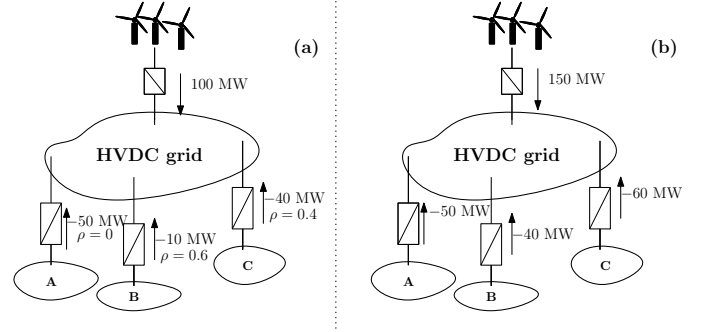 (a)
100 MW
HVDC grid
−40 MW
ρ = 0.4
−50 MW
ρ = 0
−10 MW
ρ = 0.6
A
B
C
(b)
150 MW
HVDC grid
−60 MW
−50 MW
−40 MW
A
B
C